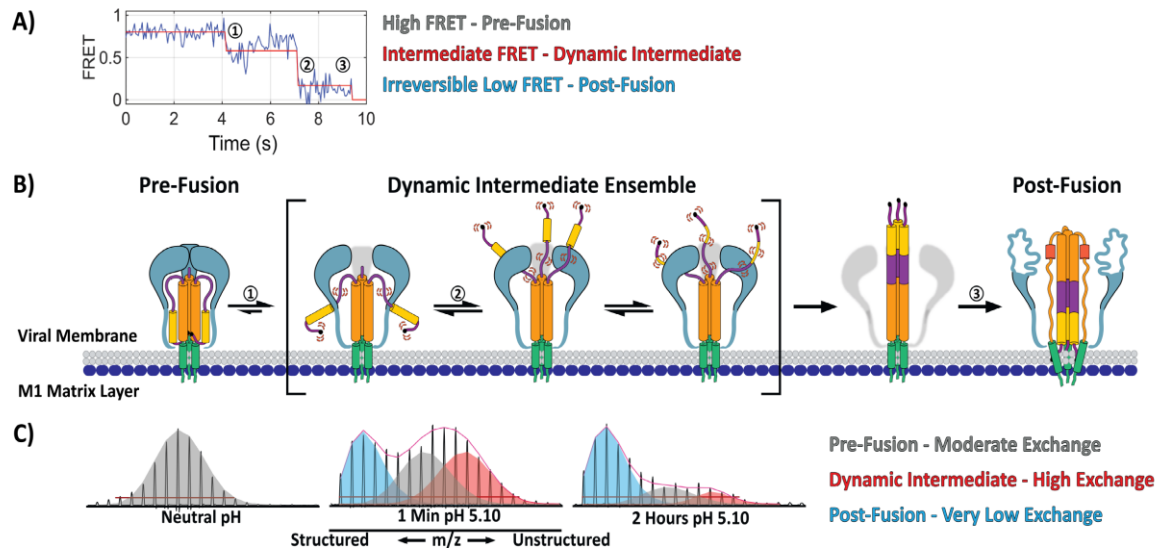 A)
1
0.5
0
FRET
① ② ③
0 2 4 6 8 10
Time (s)
High FRET - Pre-Fusion
Intermediate FRET - Dynamic Intermediate
Irreversible Low FRET - Post-Fusion
B)
Pre-Fusion
Dynamic Intermediate Ensemble
Post-Fusion
① ② ③
Viral Membrane
M1 Matrix Layer
C)
Neutral pH
1 Min pH 5.10
2 Hours pH 5.10
Structured m/z Unstructured
Pre-Fusion - Moderate Exchange
Dynamic Intermediate - High Exchange
Post-Fusion - Very Low Exchange